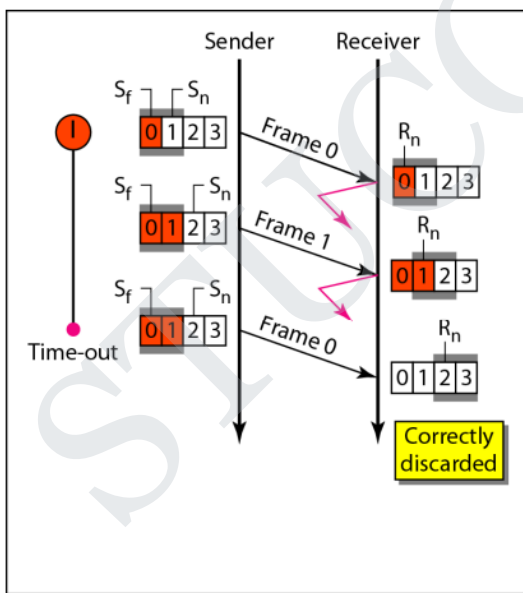 Sender Receiver
Sf Sn
0 1 2 3
Frame 0
Rn
0 1 2 3
Sf Sn
0 1 2 3
Frame 1
Rn
0 1 2 3
Sf Sn
0 1 2 3
Frame 0
Rn
0 1 2 3
Time-out
Correctly
discarded
STUCO